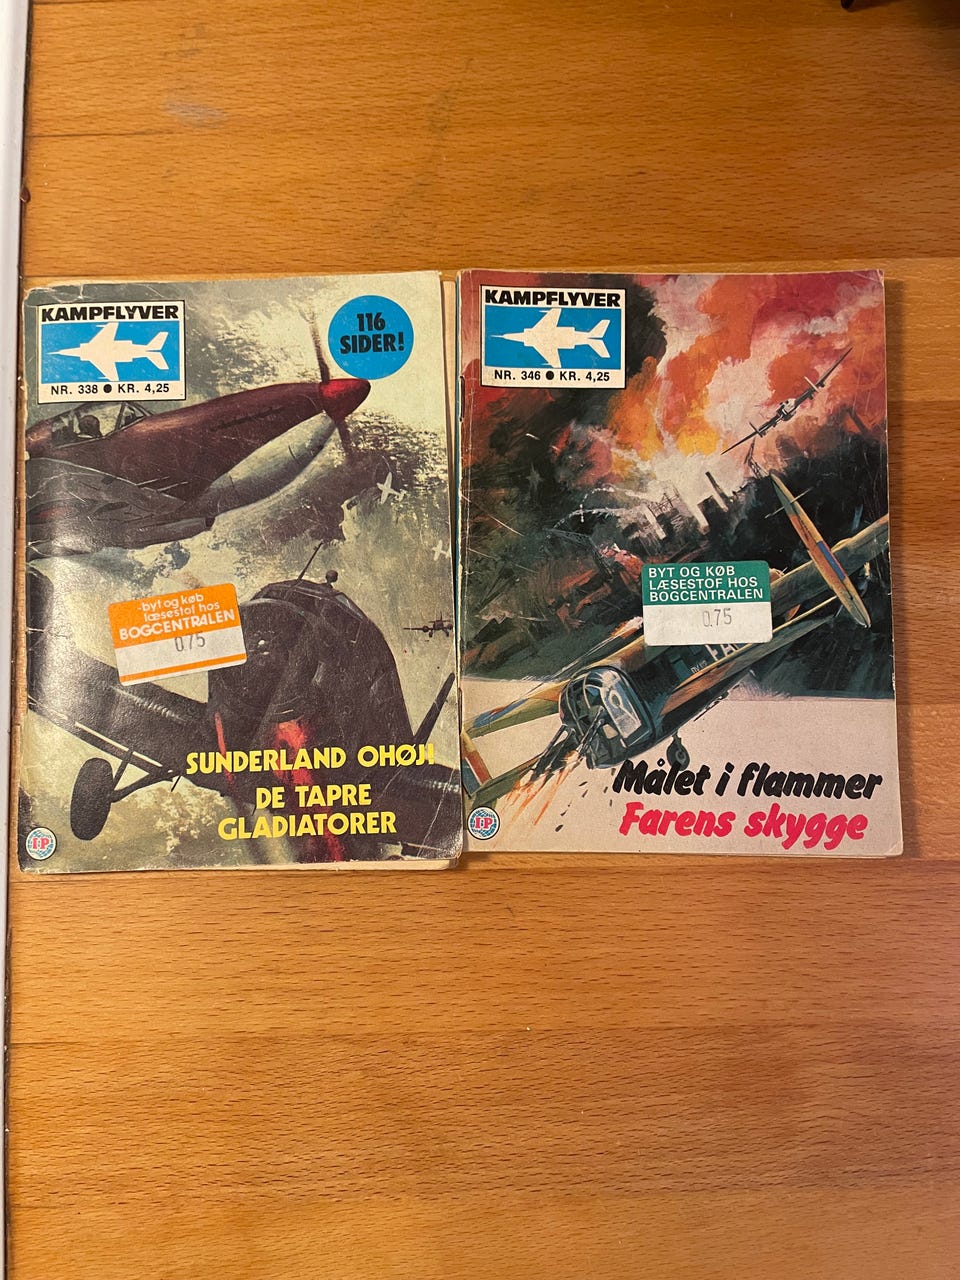 KAMPFLYVER
NR. 338 ● KR. 4,25
116
SIDER!
-byt og køb
læsestof hos
BOGCENTRALEN
0.75
SUNDERLAND OHØJ!
DE TAPRE
GLADIATORER
I·P
KAMPFLYVER
NR. 346 ● KR. 4,25
BYT OG KØB
LÆSESTOF HOS
BOGCENTRALEN
0.75
Målet i flammer
Farens skygge
I·P